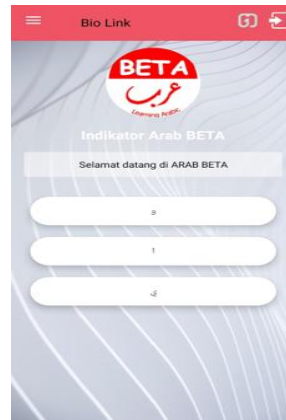 Bio Link
BETA
عرب
Learning Arabic
Indikator Arab BETA
Selamat datang di ARAB BETA
و
ا
ي